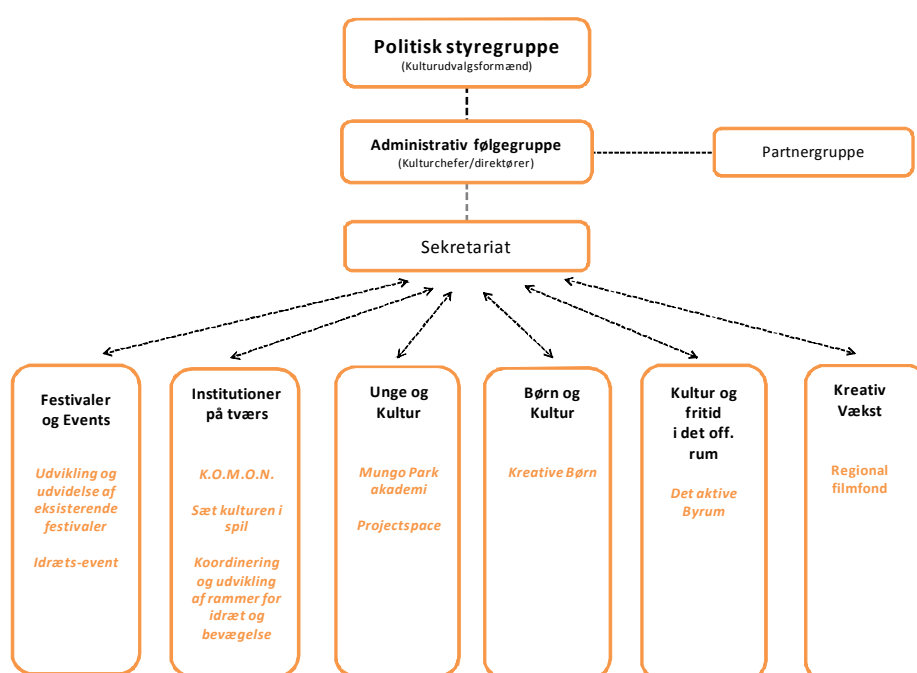 Politisk styregruppe
(Kulturudvalgsformænd)
Administrativ følgegruppe
(Kulturchefer/direktører)
Partnergruppe
Sekretariat
Festivaler
og Events
Udvikling og
udvidelse af
eksisterende
festivaler
Idræts-event
Institutioner
på tværs
K.O.M.O.N.
Sæt kulturen i
spil
Koordinering
og udvikling
af rammer for
idræt og
bevægelse
Unge og
Kultur
Mungo Park
akademi
Projectspace
Børn og
Kultur
Kreative Børn
Kultur og
fritid
i det off.
rum
Det aktive
Byrum
Kreativ
Vækst
Regional
filmfond